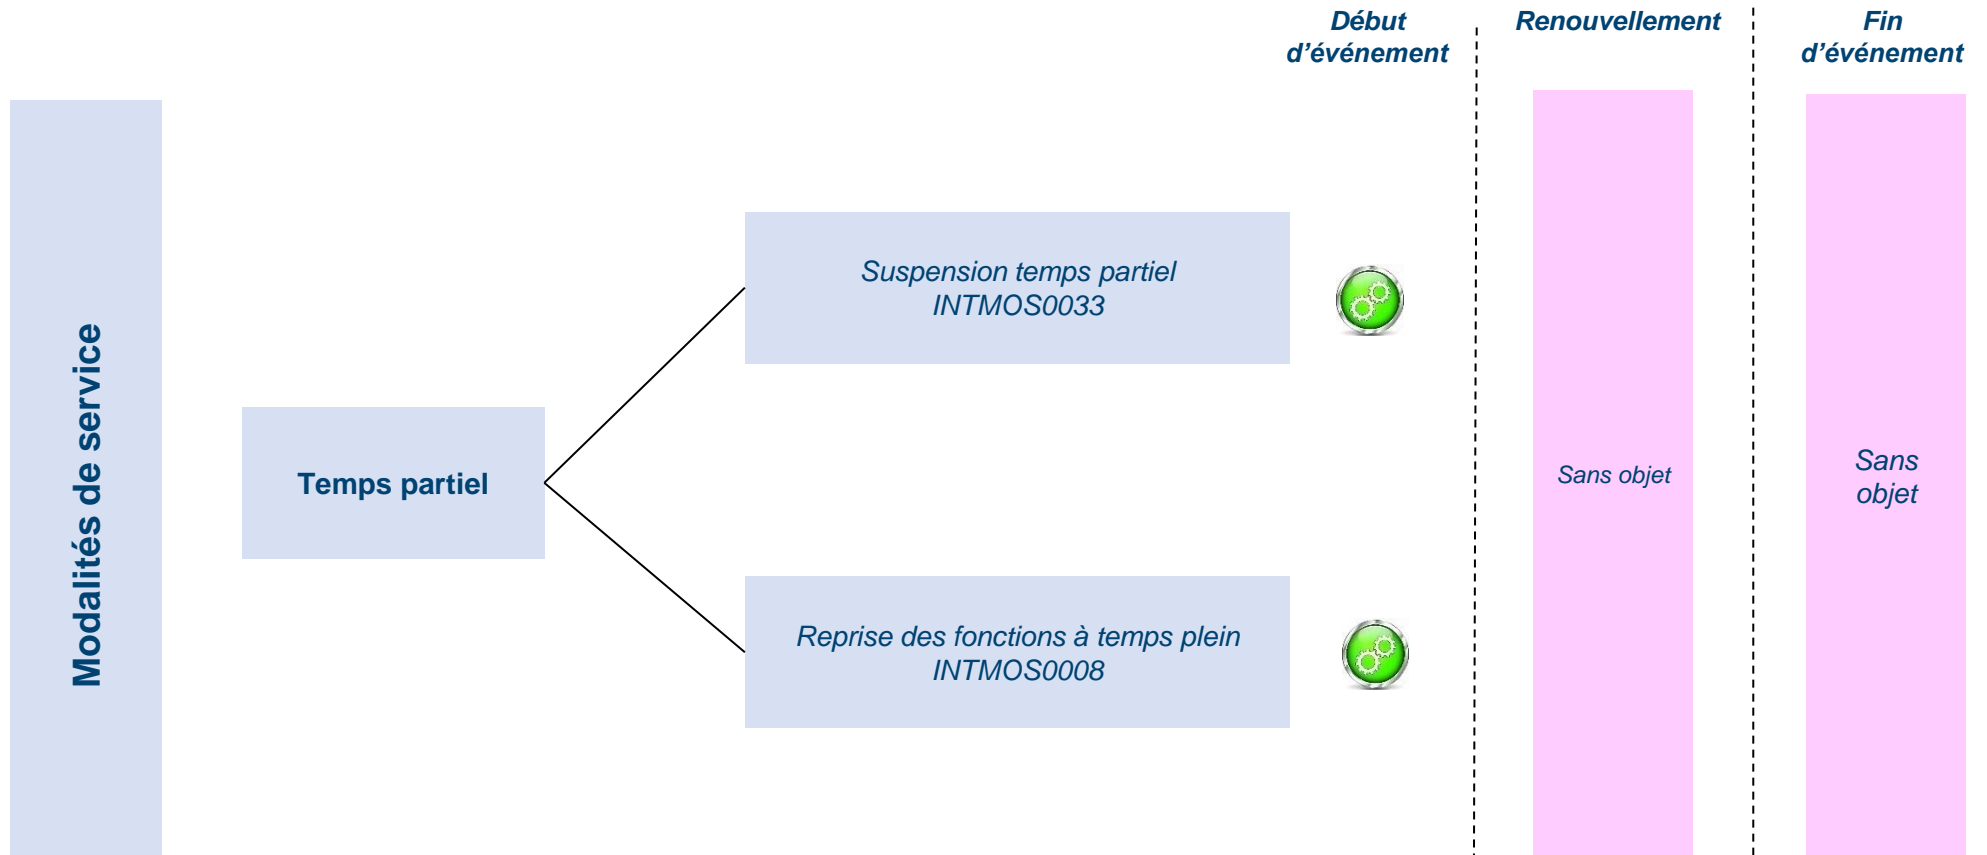 Début
d’événement
Renouvellement
Fin
d’événement
Modalités de service
Temps partiel
Suspension temps partiel
INTMOS0033
Reprise des fonctions à temps plein
INTMOS0008
Sans objet
Sans
objet